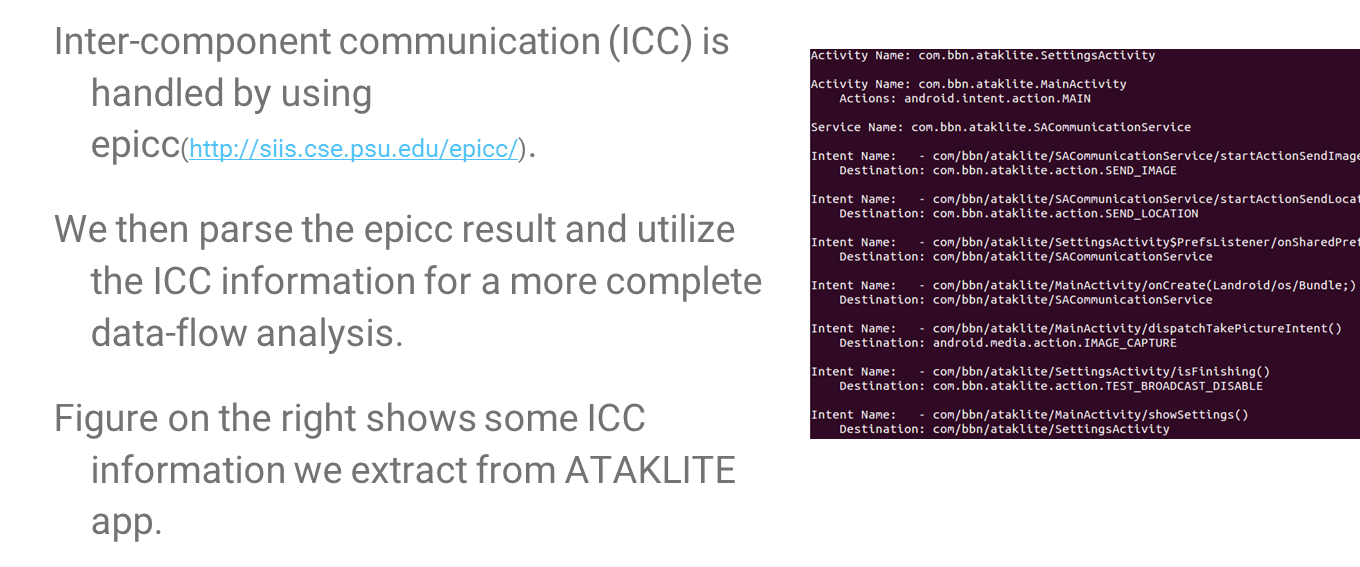 Inter-component communication (ICC) is
handled by using
epicc(http://siis.cse.psu.edu/epicc/).
We then parse the epicc result and utilize
the ICC information for a more complete
data-flow analysis.
Figure on the right shows some ICC
information we extract from ATAKLITE
app.
Activity Name: com.bbn.ataklite.SettingsActivity
Activity Name: com.bbn.ataklite.MainActivity
Actions: android.intent.action.MAIN
Service Name: com.bbn.ataklite.SACommunicationService
Intent Name:   - com/bbn/ataklite/SACommunicationService/startActionSendImage
Destination: com.bbn.ataklite.action.SEND_IMAGE
Intent Name:   - com/bbn/ataklite/SACommunicationService/startActionSendLocat
Destination: com.bbn.ataklite.action.SEND_LOCATION
Intent Name:   - com/bbn/ataklite/SettingsActivity$PrefsListener/onSharedPref
Destination: com/bbn/ataklite/SACommunicationService
Intent Name:   - com/bbn/ataklite/MainActivity/onCreate(Landroid/os/Bundle;)
Destination: com/bbn/ataklite/SACommunicationService
Intent Name:   - com/bbn/ataklite/MainActivity/dispatchTakePictureIntent()
Destination: android.media.action.IMAGE_CAPTURE
Intent Name:   - com/bbn/ataklite/SettingsActivity/isFinishing()
Destination: com.bbn.ataklite.action.TEST_BROADCAST_DISABLE
Intent Name:   - com/bbn/ataklite/MainActivity/showSettings()
Destination: com/bbn/ataklite/SettingsActivity